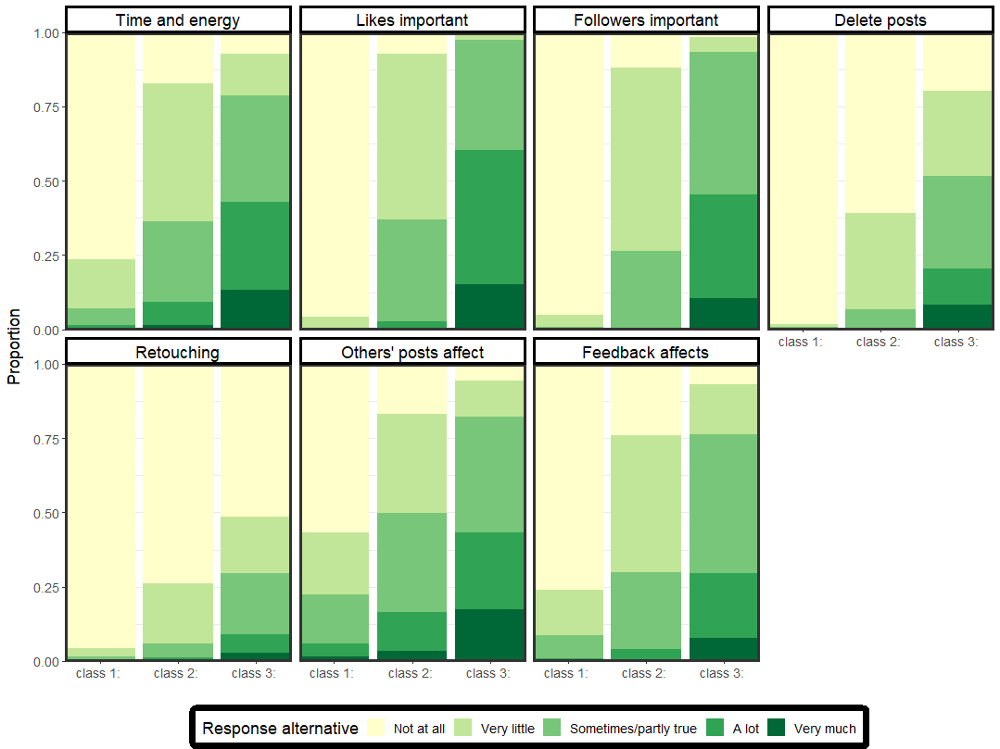 Time and energy
Likes important
Followers important
Delete posts
1.00
0.75
0.50
0.25
0.00
class 1:
class 2:
class 3:
Proportion
Retouching
Others' posts affect
Feedback affects
1.00
0.75
0.50
0.25
0.00
class 1:
class 2:
class 3:
class 1:
class 2:
class 3:
class 1:
class 2:
class 3:
Response alternative
Not at all
Very little
Sometimes/partly true
A lot
Very much